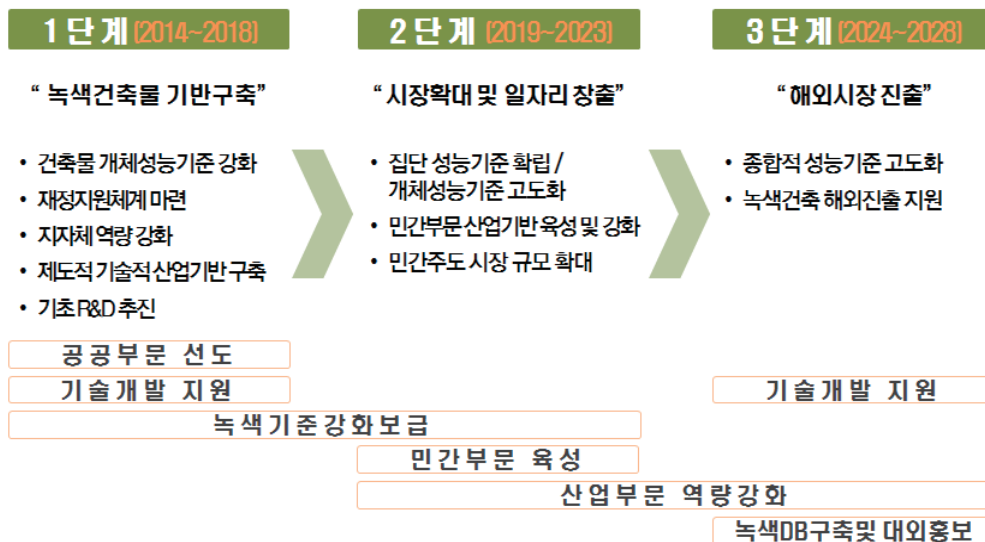 1단계(2014~2018)
“ 녹색건축물 기반구축”
• 건축물 개체성능기준 강화
• 재정지원체계 마련
• 지자체 역량 강화
• 제도적 기술적 산업기반 구축
• 기초 R&D 추진
2단계 (2019~2023)
“시장확대 및 일자리 창출”
• 집단 성능기준 확립 /
개체성능기준 고도화
• 민간부문 산업기반 육성 및 강화
• 민간주도 시장 규모 확대
3단계(2024~2028)
“해외시장 진출”
• 종합적 성능기준 고도화
• 녹색건축 해외진출 지원
공공부문 선도
기술개발 지원
기술개발 지원
녹색기준강화보급
민간부문 육성
산업부문 역량강화
녹색DB구축및 대외홍보